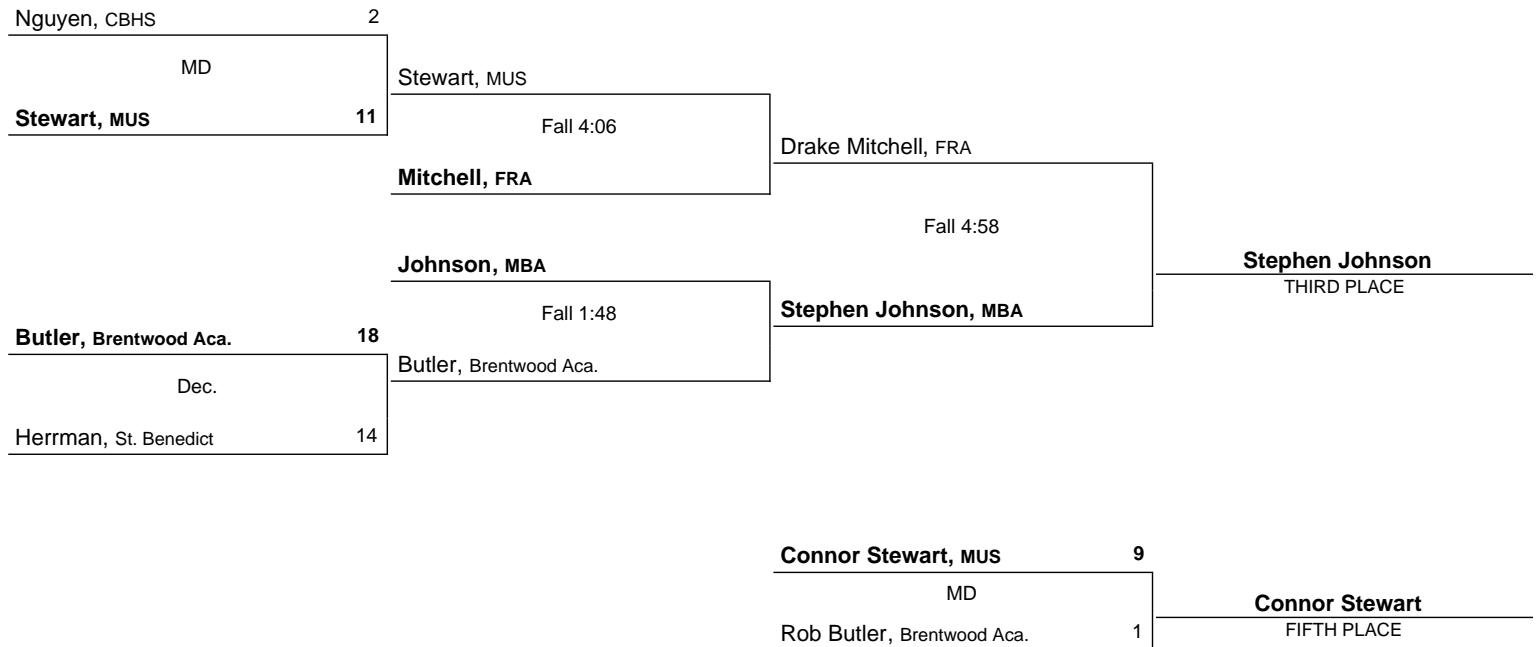 Nguyen, CBHS 2
MD
Stewart, MUS 11
Stewart, MUS
Fall 4:06
Mitchell, FRA
Drake Mitchell, FRA
Fall 4:58
Stephen Johnson, MBA
Stephen Johnson
THIRD PLACE
Johnson, MBA
Fall 1:48
Butler, Brentwood Aca.
Butler, Brentwood Aca. 18
Dec.
Herrman, St. Benedict 14
Connor Stewart, MUS 9
MD
Rob Butler, Brentwood Aca. 1
Connor Stewart
FIFTH PLACE